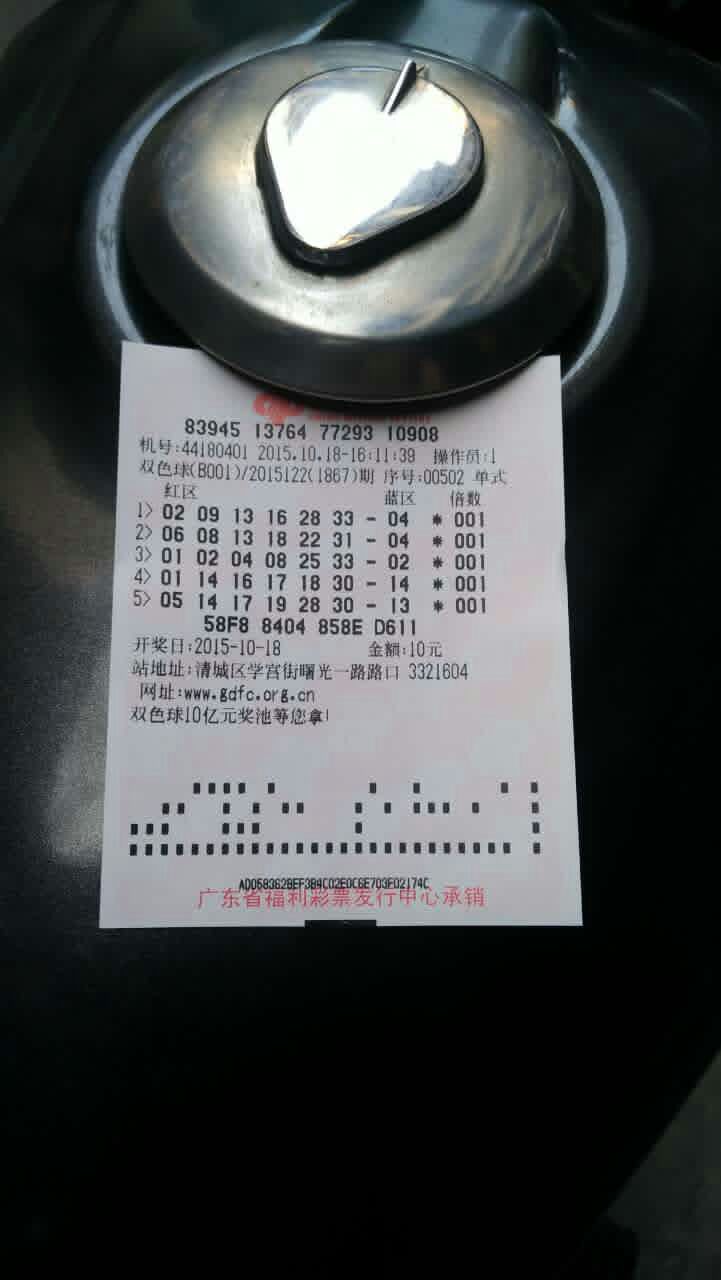 83945 13764 77293 10908
机号:44180401 2015.10.18-16:11:39 操作员:1
双色球(B001)/2015122(1867)期 序号:00502 单式
红区 蓝区 倍数
1> 02 09 13 16 28 33 - 04 * 001
2> 06 08 13 18 22 31 - 04 * 001
3> 01 02 04 08 25 33 - 02 * 001
4> 01 14 16 17 18 30 - 14 * 001
5> 05 14 17 19 28 30 - 13 * 001
58F8 8404 858E D611
开奖日:2015-10-18 金额:10元
站地址:清城区学宫街曙光一路路口 3321604
网址:www.gdfc.org.cn
双色球10亿元奖池等您拿!
广东省福利彩票发行中心承销